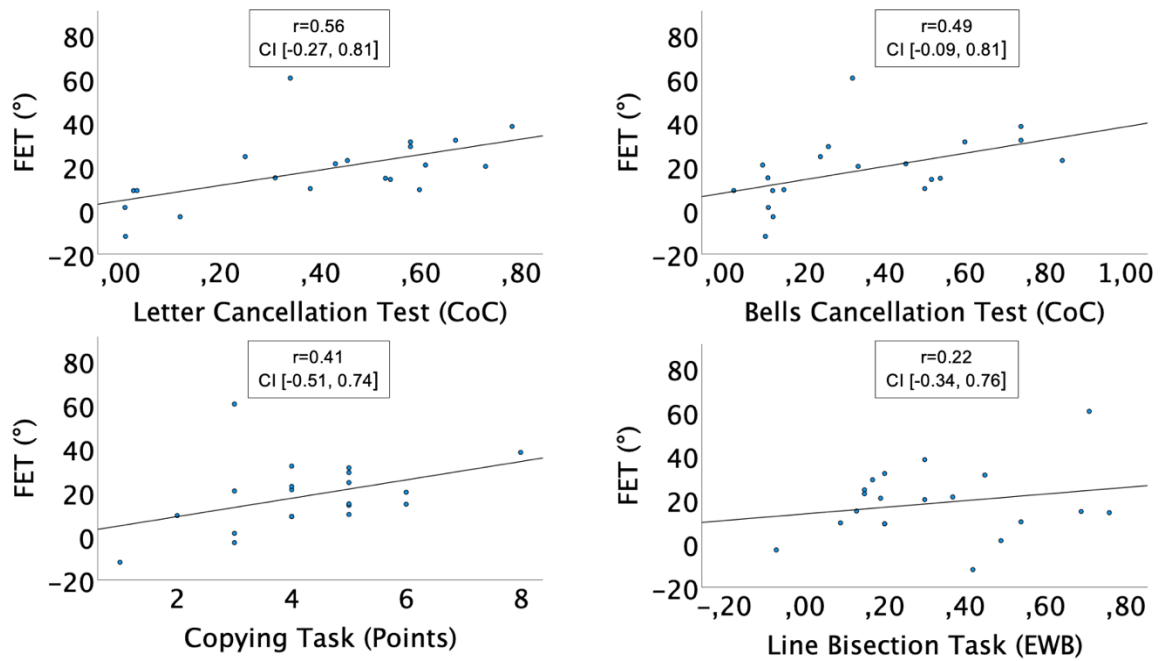 r=0.56
CI [-0.27, 0.81]
80
60
40
20
0
-20
FET (°)
,00 ,20 ,40 ,60 ,80
Letter Cancellation Test (CoC)
r=0.49
CI [-0.09, 0.81]
80
60
40
20
0
-20
FET (°)
,00 ,20 ,40 ,60 ,80 1,00
Bells Cancellation Test (CoC)
r=0.41
CI [-0.51, 0.74]
80
60
40
20
0
-20
FET (°)
2 4 6 8
Copying Task (Points)
r=0.22
CI [-0.34, 0.76]
80
60
40
20
0
-20
FET (°)
-,20 ,00 ,20 ,40 ,60 ,80
Line Bisection Task (EWB)